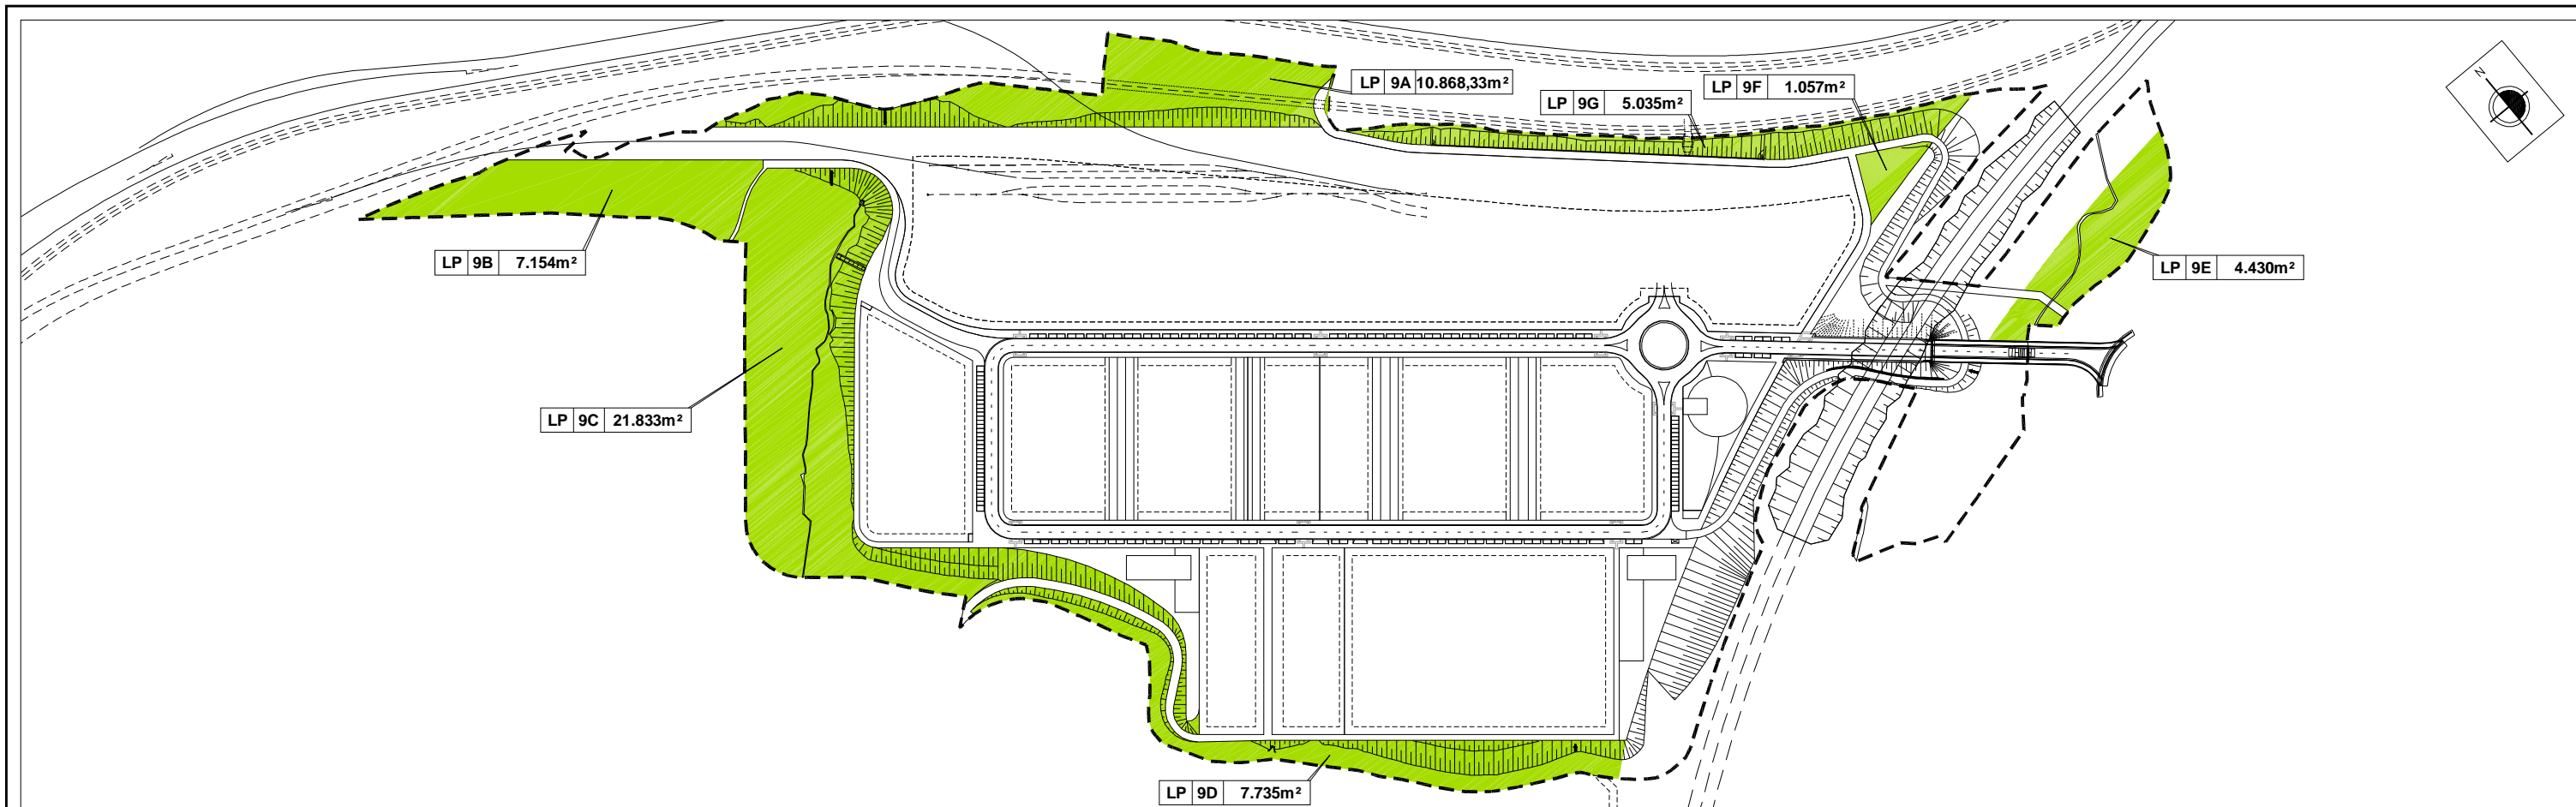 N
LP 9A 10.868,33m²
LP 9F 1.057m²
LP 9G 5.035m²
LP 9B 7.154m²
LP 9E 4.430m²
LP 9C 21.833m²
LP 9D 7.735m²